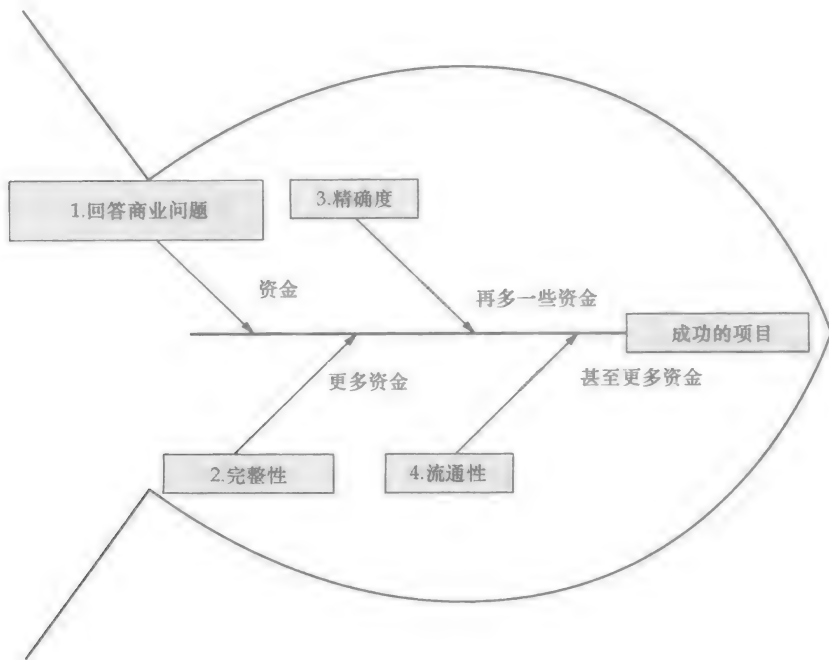 1.回答商业问题
3.精确度
资金
再多一些资金
成功的项目
更多资金
甚至更多资金
2.完整性
4.流通性